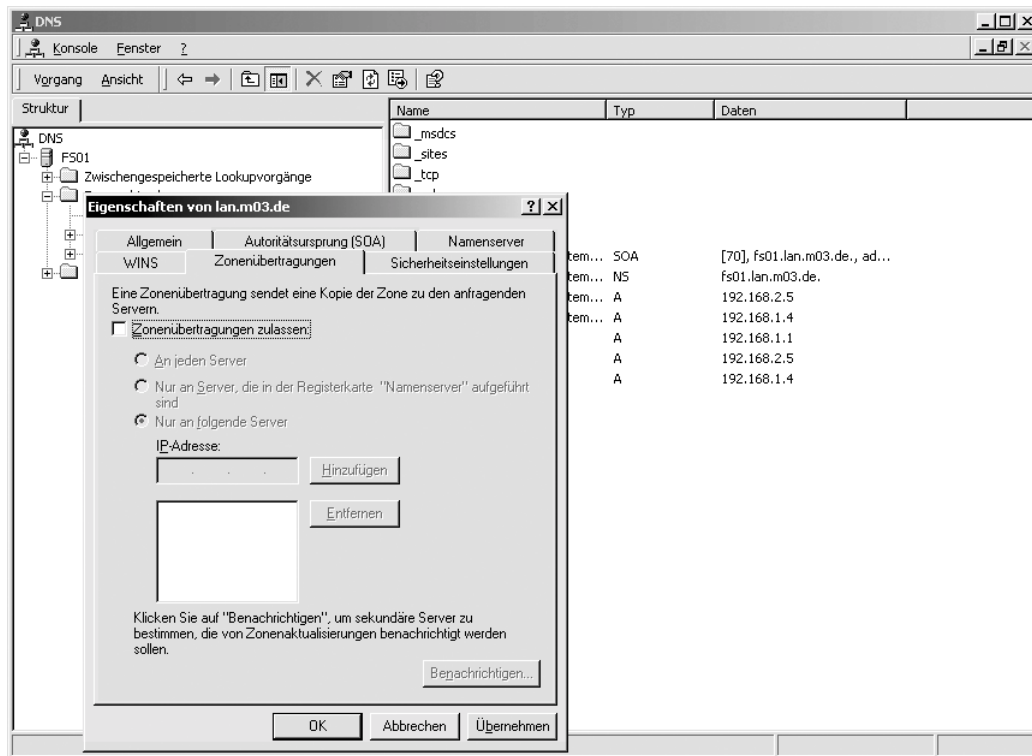 DNS
Konsole Fenster ?
Vorgang Ansicht
Struktur
Name Typ Daten
DNS
FS01
Zwischengespeicherte Lookupvorgänge
_msdcs
_sites
_tcp
Eigenschaften von lan.m03.de
Allgemein Autoritätsursprung (SOA) Namenserver
WINS Zonenübertragungen Sicherheitseinstellungen
Eine Zonenübertragung sendet eine Kopie der Zone zu den anfragenden
Servern.
Zonenübertragungen zulassen:
An jeden Server
Nur an Server, die in der Registerkarte "Namenserver" aufgeführt
sind
Nur an folgende Server
IP-Adresse:
Hinzufügen
Entfernen
Klicken Sie auf "Benachrichtigen", um sekundäre Server zu
bestimmen, die von Zonenaktualisierungen benachrichtigt werden
sollen.
Benachrichtigen...
OK Abbrechen Übernehmen
tem... SOA [70], fs01.lan.m03.de., ad...
tem... NS fs01.lan.m03.de.
tem... A 192.168.2.5
tem... A 192.168.1.4
A 192.168.1.1
A 192.168.2.5
A 192.168.1.4